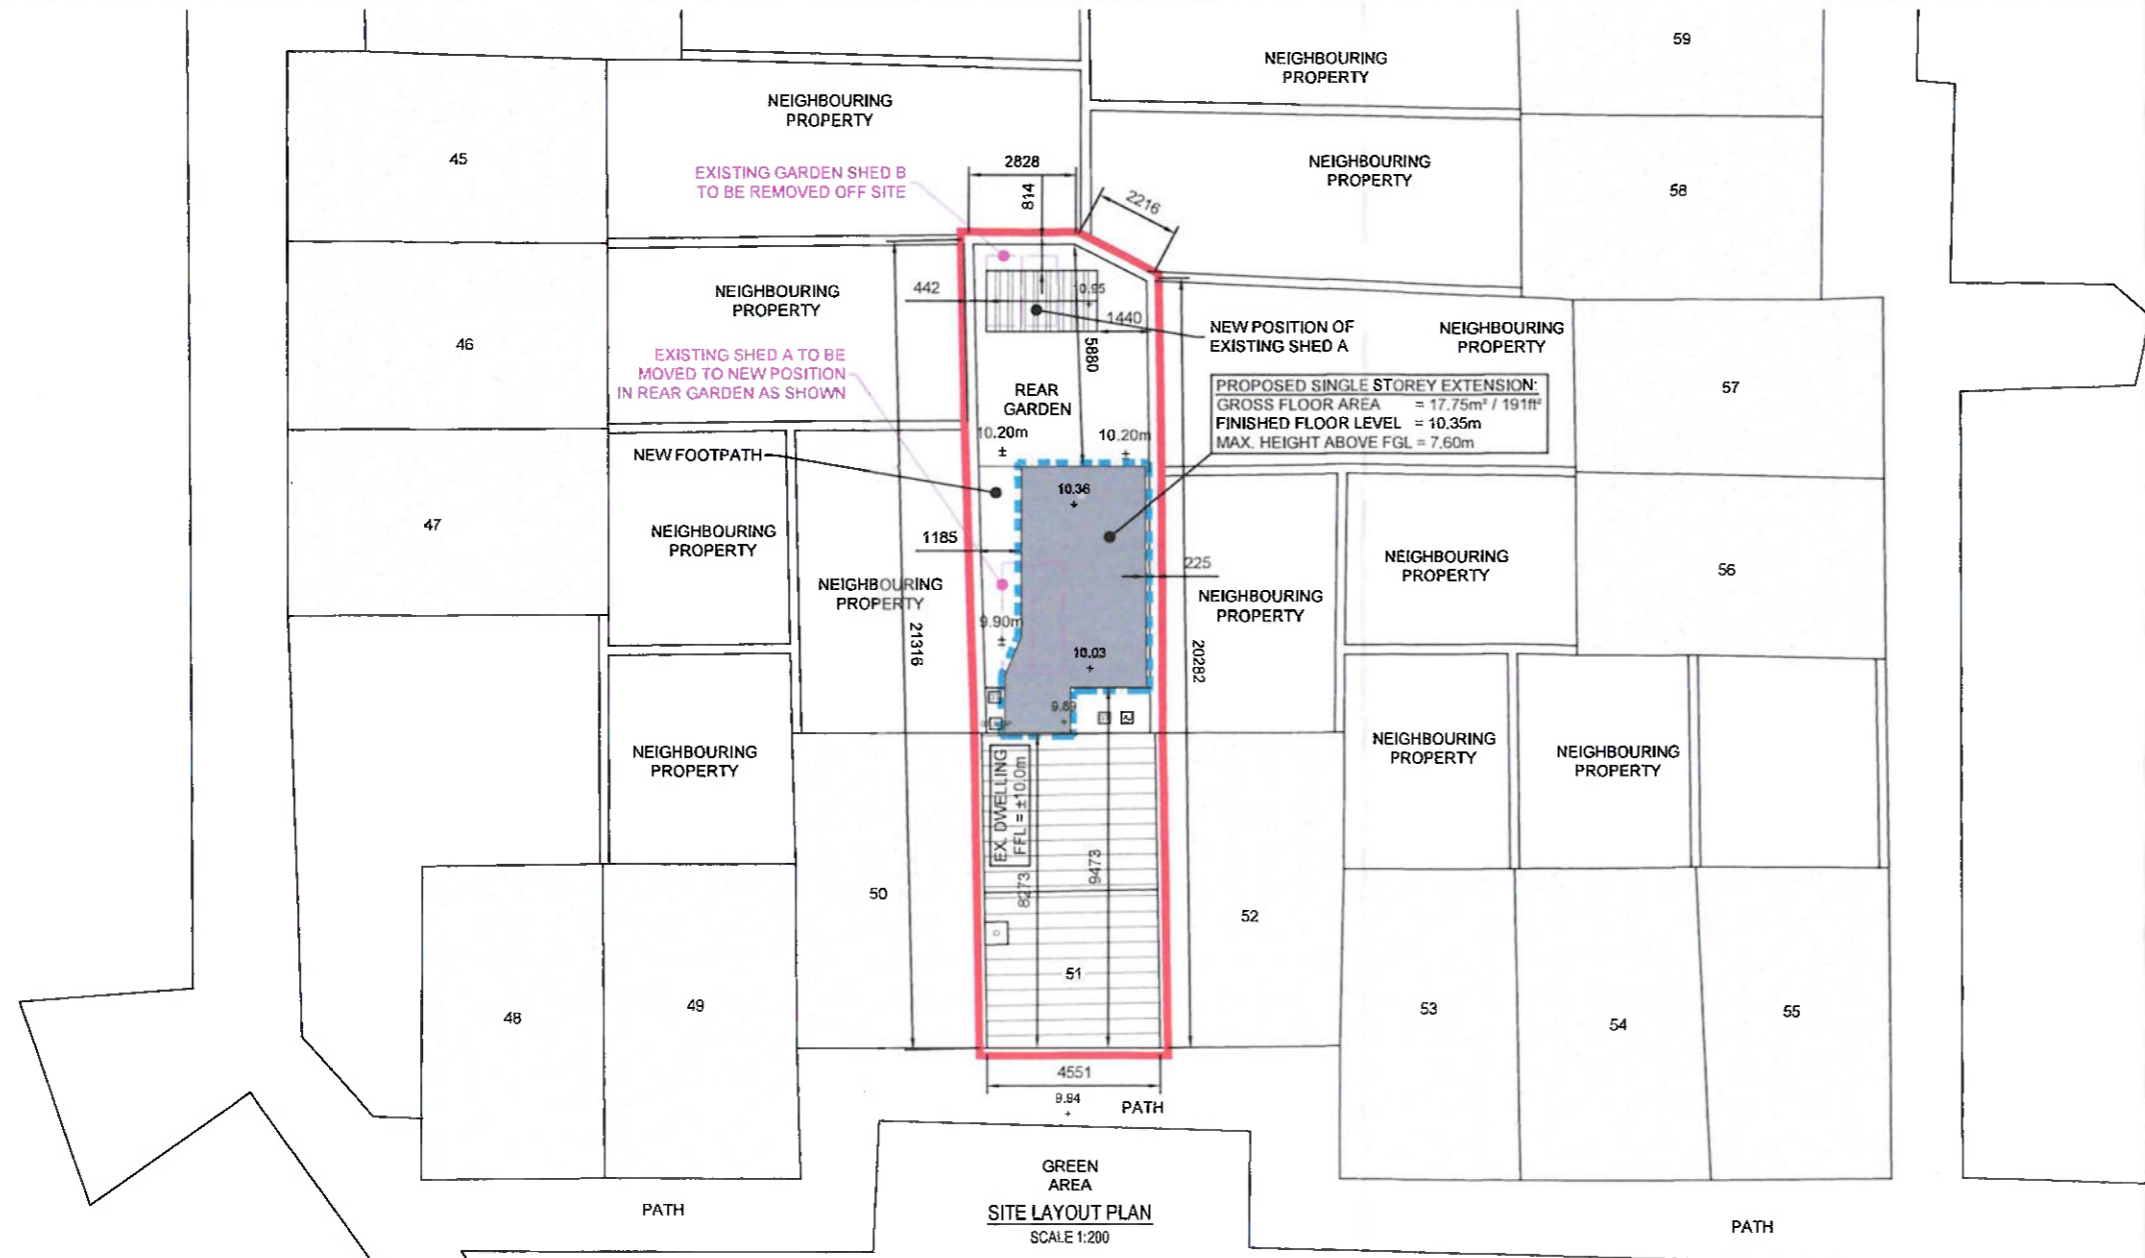 59
NEIGHBOURING
PROPERTY
NEIGHBOURING
PROPERTY
45
EXISTING GARDEN SHED B
TO BE REMOVED OFF SITE
2828
814
2216
NEIGHBOURING
PROPERTY
58
442
10.95
1440
NEIGHBOURING
PROPERTY
46
NEW POSITION OF
EXISTING SHED A
NEIGHBOURING
PROPERTY
57
EXISTING SHED A TO BE
MOVED TO NEW POSITION
IN REAR GARDEN AS SHOWN
5880
REAR
GARDEN
PROPOSED SINGLE STOREY EXTENSION:
GROSS FLOOR AREA = 17.75m² / 191ft²
FINISHED FLOOR LEVEL = 10.35m
MAX. HEIGHT ABOVE FGL = 7.60m
10.20m
±
10.20m
±
NEW FOOTPATH
10.36
47
NEIGHBOURING
PROPERTY
1185
225
NEIGHBOURING
PROPERTY
56
NEIGHBOURING
PROPERTY
NEIGHBOURING
PROPERTY
9.90m
±
21316
20282
10.03
9.89
NEIGHBOURING
PROPERTY
NEIGHBOURING
PROPERTY
NEIGHBOURING
PROPERTY
EX. DWELLING
FFL = ±10.0m
8273
9473
50
52
51
48
49
53
54
55
4551
9.94
PATH
GREEN
AREA
PATH
SITE LAYOUT PLAN
SCALE 1:200
PATH